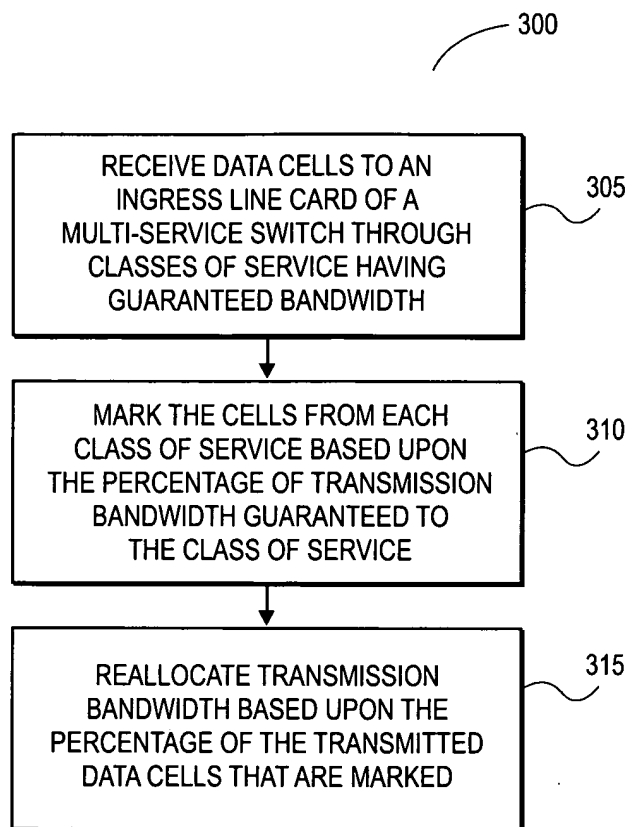 300
RECEIVE DATA CELLS TO AN
INGRESS LINE CARD OF A
MULTI-SERVICE SWITCH THROUGH
CLASSES OF SERVICE HAVING
GUARANTEED BANDWIDTH
305
MARK THE CELLS FROM EACH
CLASS OF SERVICE BASED UPON
THE PERCENTAGE OF TRANSMISSION
BANDWIDTH GUARANTEED TO
THE CLASS OF SERVICE
310
REALLOCATE TRANSMISSION
BANDWIDTH BASED UPON THE
PERCENTAGE OF THE TRANSMITTED
DATA CELLS THAT ARE MARKED
315